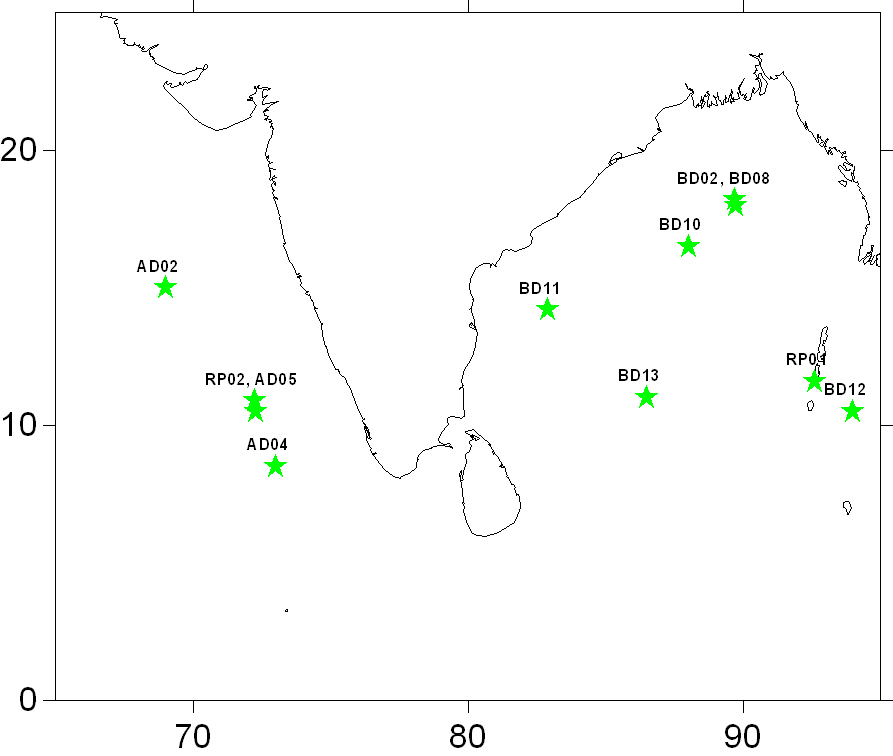 20
BD02, BD08
BD10
AD02
BD11
RP04
RP02, AD05
BD13
BD12
10
AD04
0
70
80
90